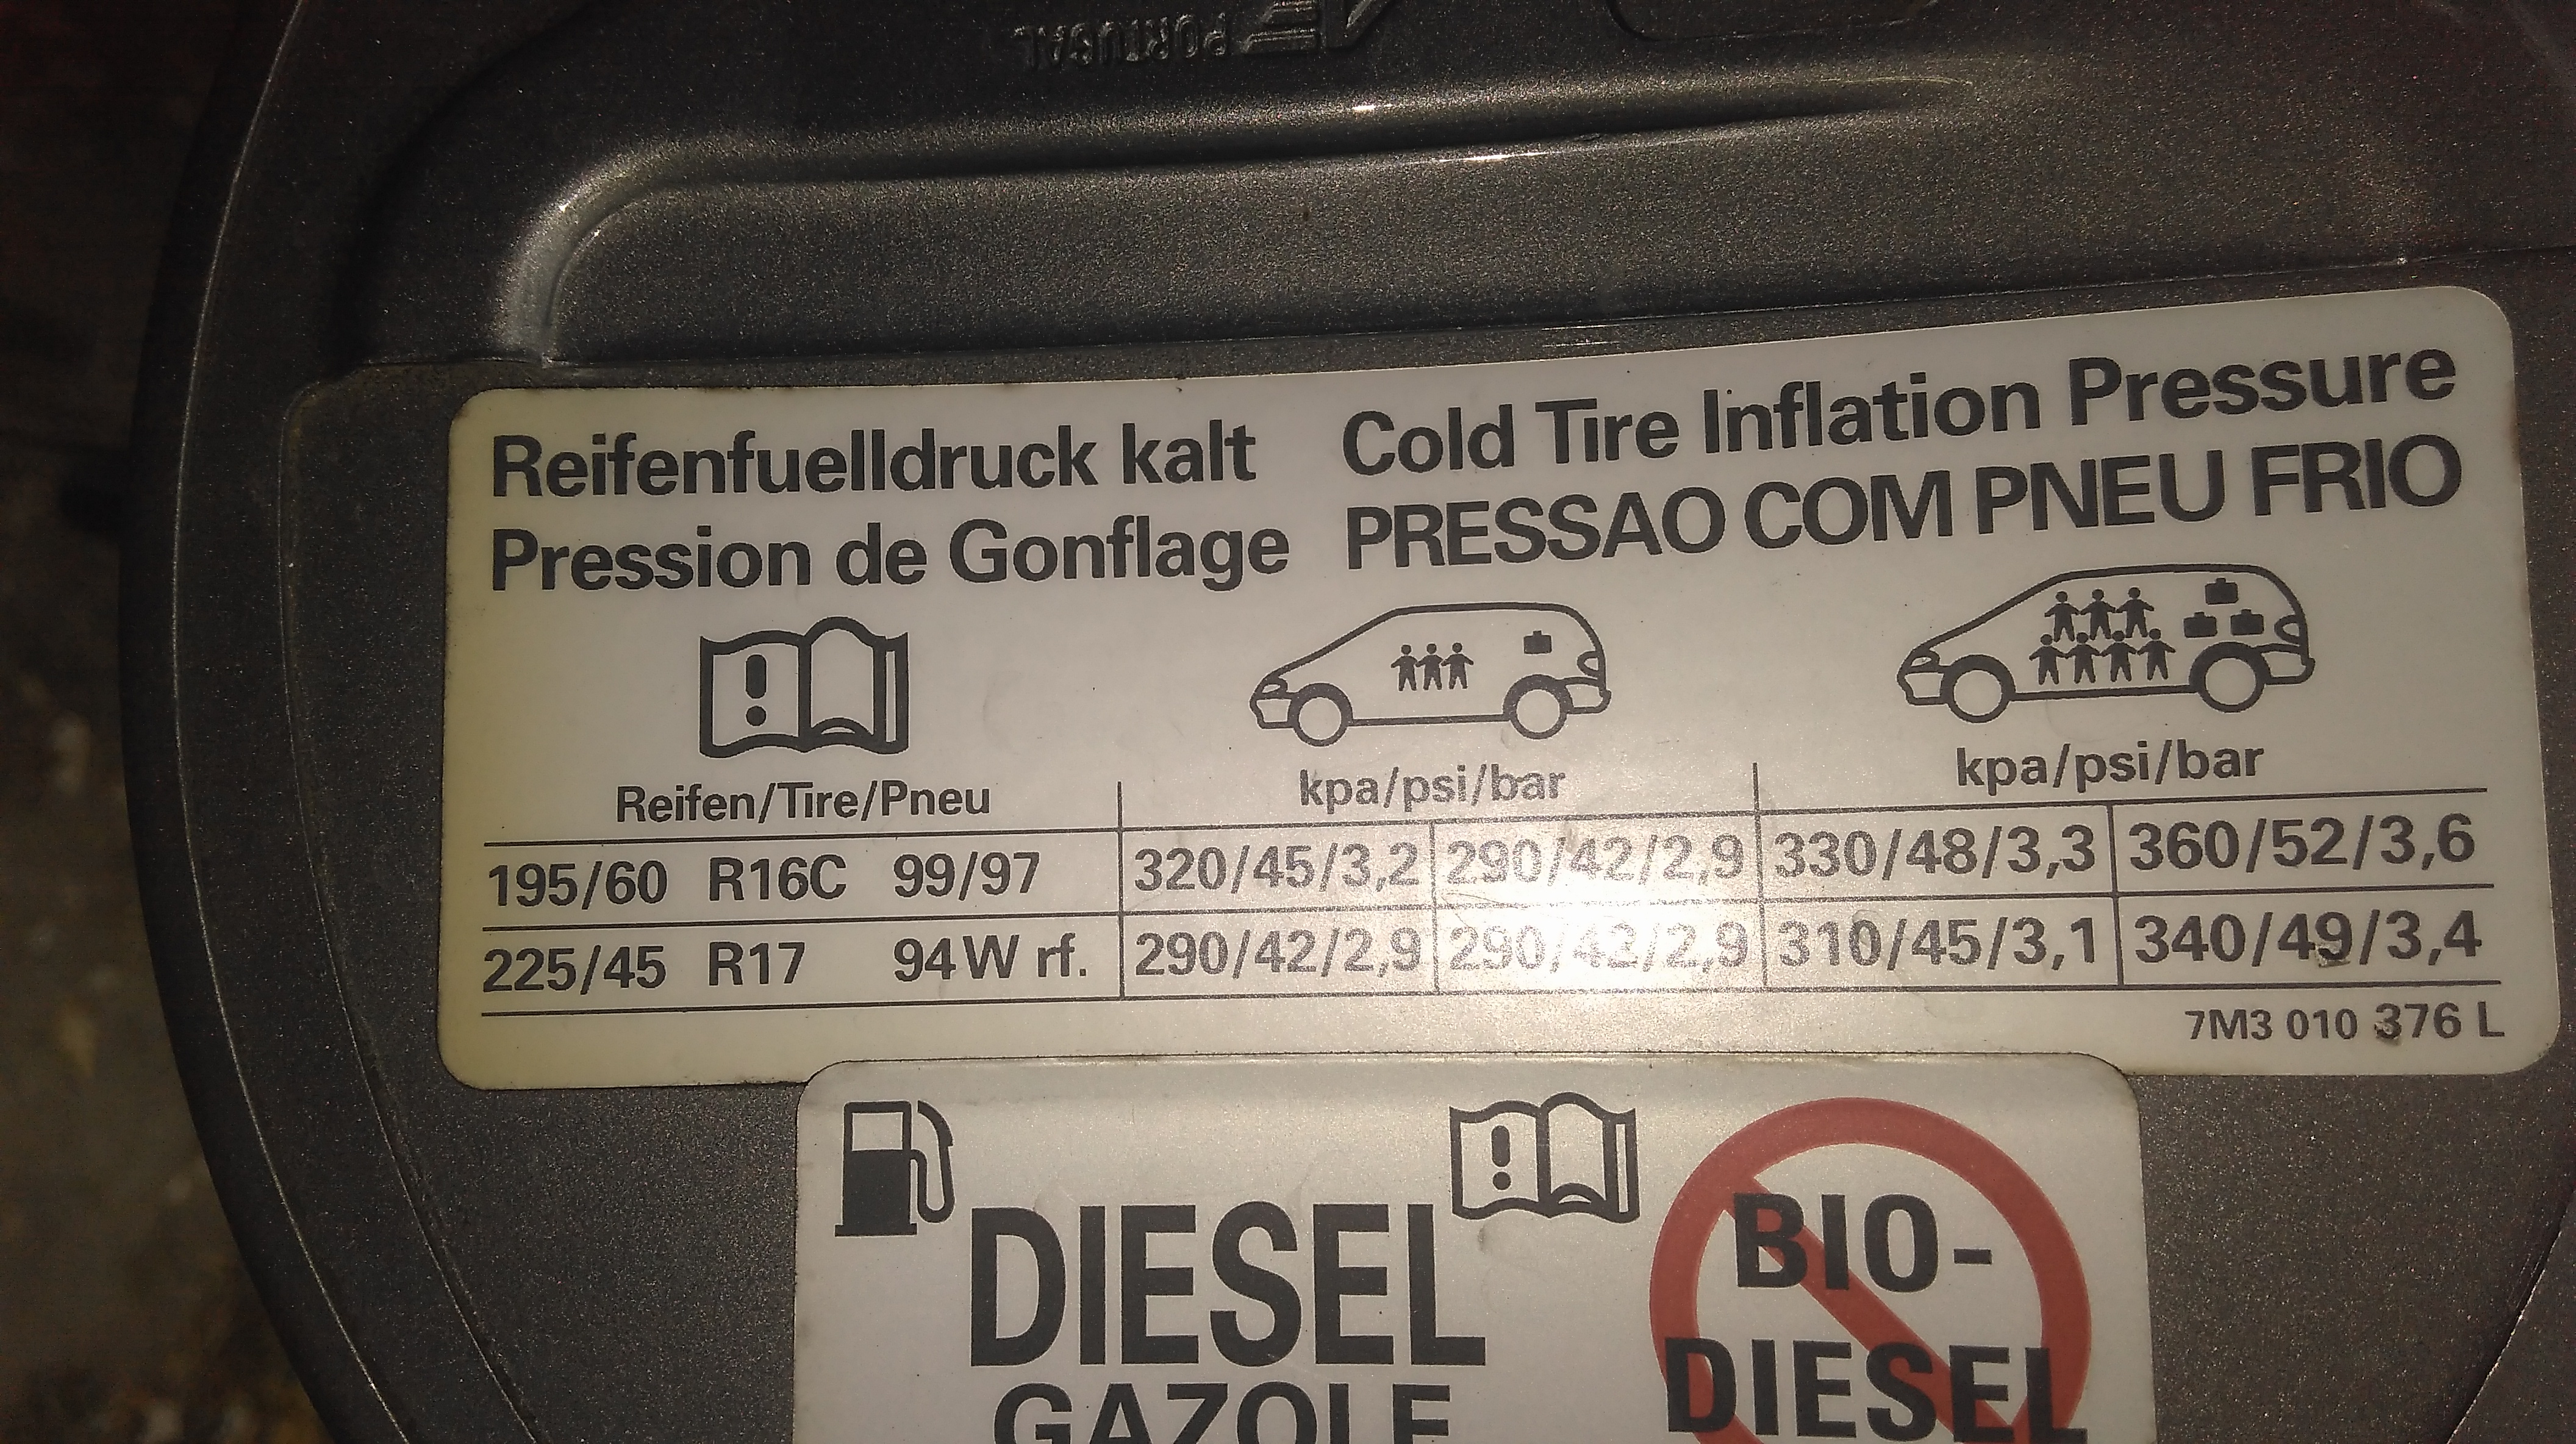 PORTUGAL
Reifenfuelldruck kalt Cold Tire Inflation Pressure
Pression de Gonflage PRESSAO COM PNEU FRIO
Reifen/Tire/Pneu kpa/psi/bar kpa/psi/bar
195/60 R16C 99/97 320/45/3,2 290/42/2,9 330/48/3,3 360/52/3,6
225/45 R17 94W rf. 290/42/2,9 290/42/2,9 310/45/3,1 340/49/3,4
7M3 010 376 L
DIESEL BIO-
GAZOLE DIESEL